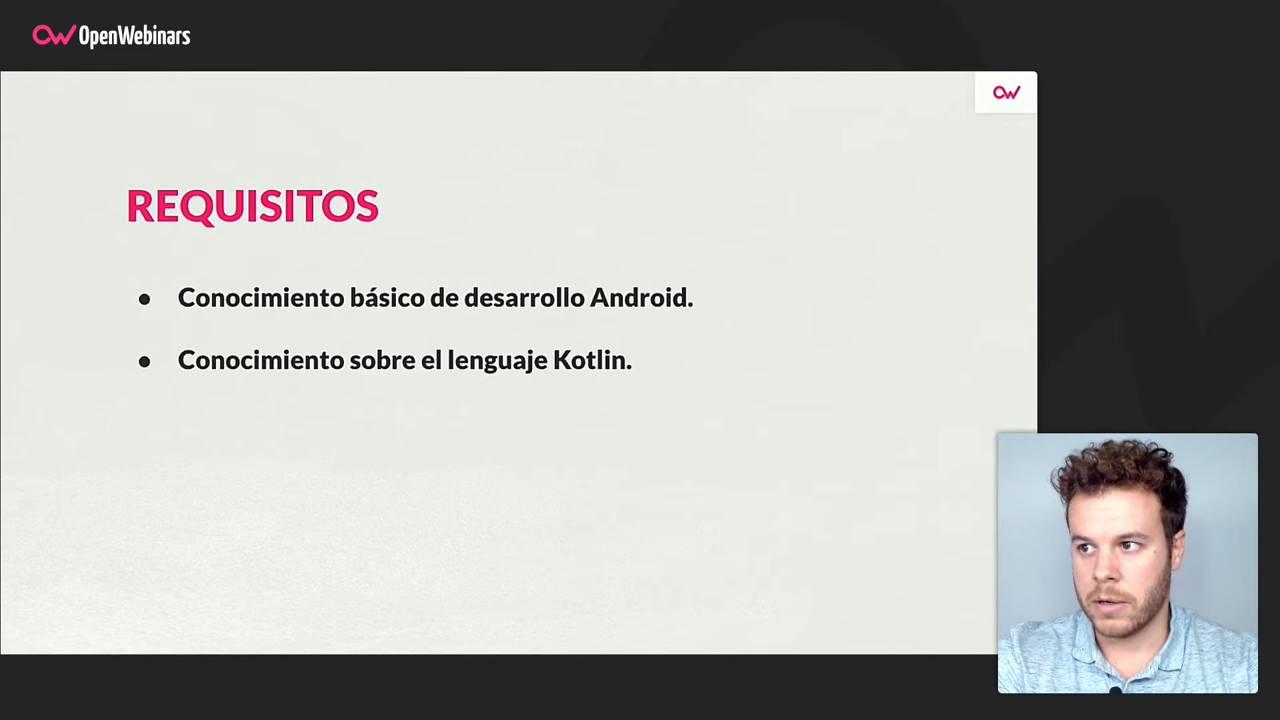 OpenWebinars
REQUISITOS
● Conocimiento básico de desarrollo Android.
● Conocimiento sobre el lenguaje Kotlin.